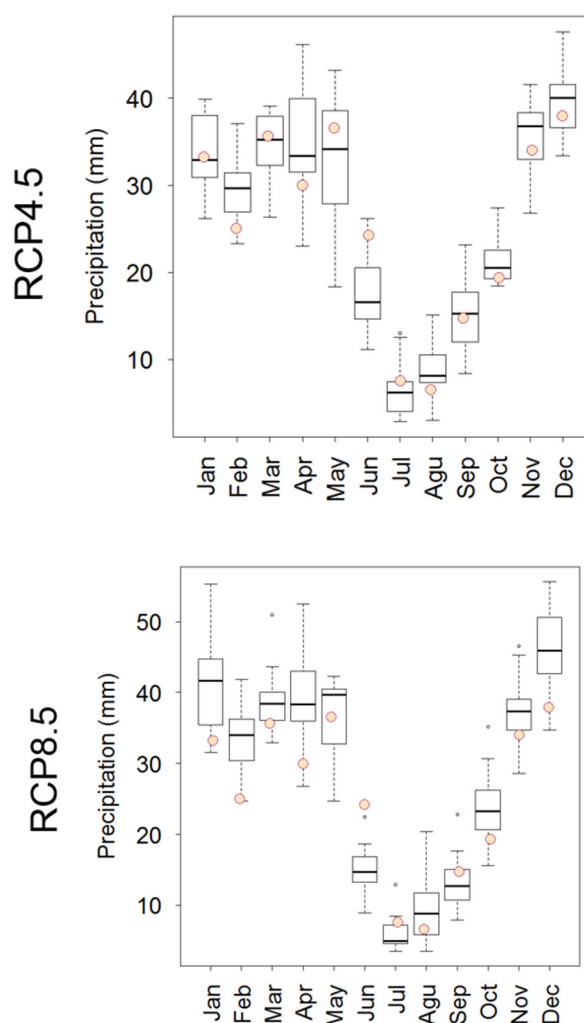 RCP4.5
Precipitation (mm)
40
30
20
10
Jan
Feb
Mar
Apr
May
Jun
Jul
Agu
Sep
Oct
Nov
Dec
RCP8.5
Precipitation (mm)
50
40
30
20
10
Jan
Feb
Mar
Apr
May
Jun
Jul
Agu
Sep
Oct
Nov
Dec